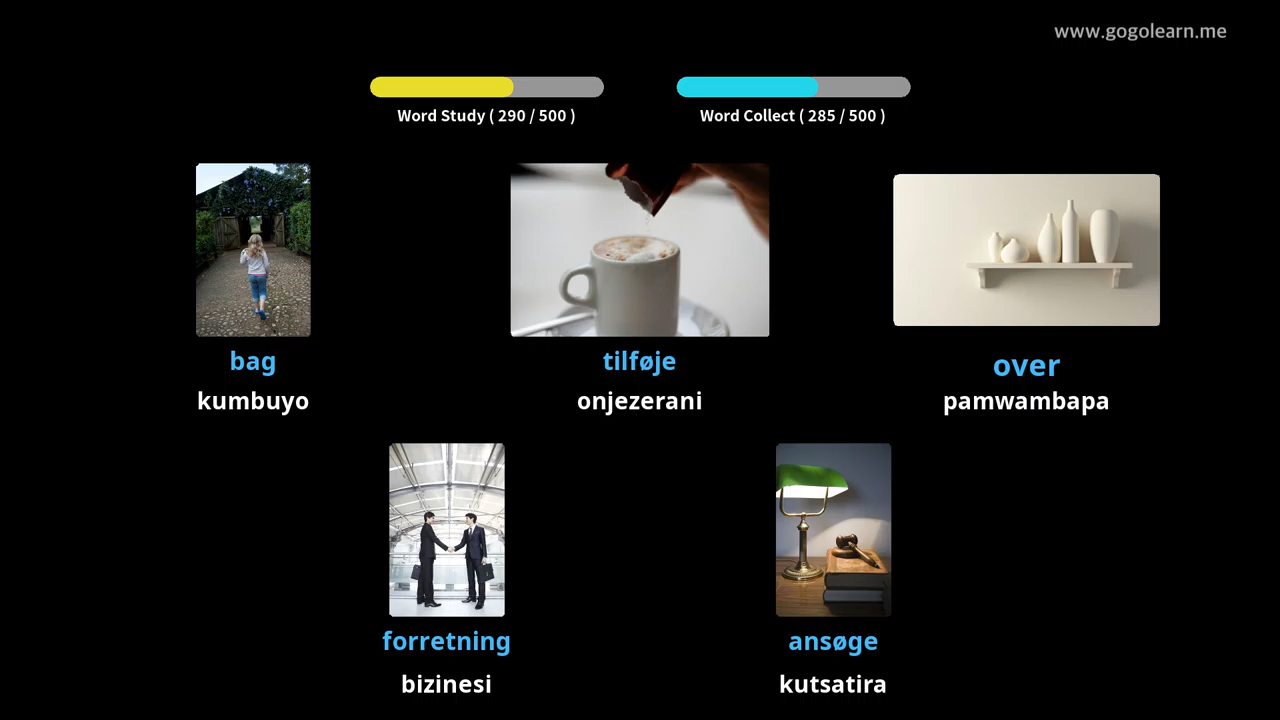 www.gogolearn.me
Word Study ( 290 / 500 )
Word Collect ( 285 / 500 )
bag
kumbuyo
tilføje
onjezerani
over
pamwambapa
forretning
bizinesi
ansøge
kutsatira